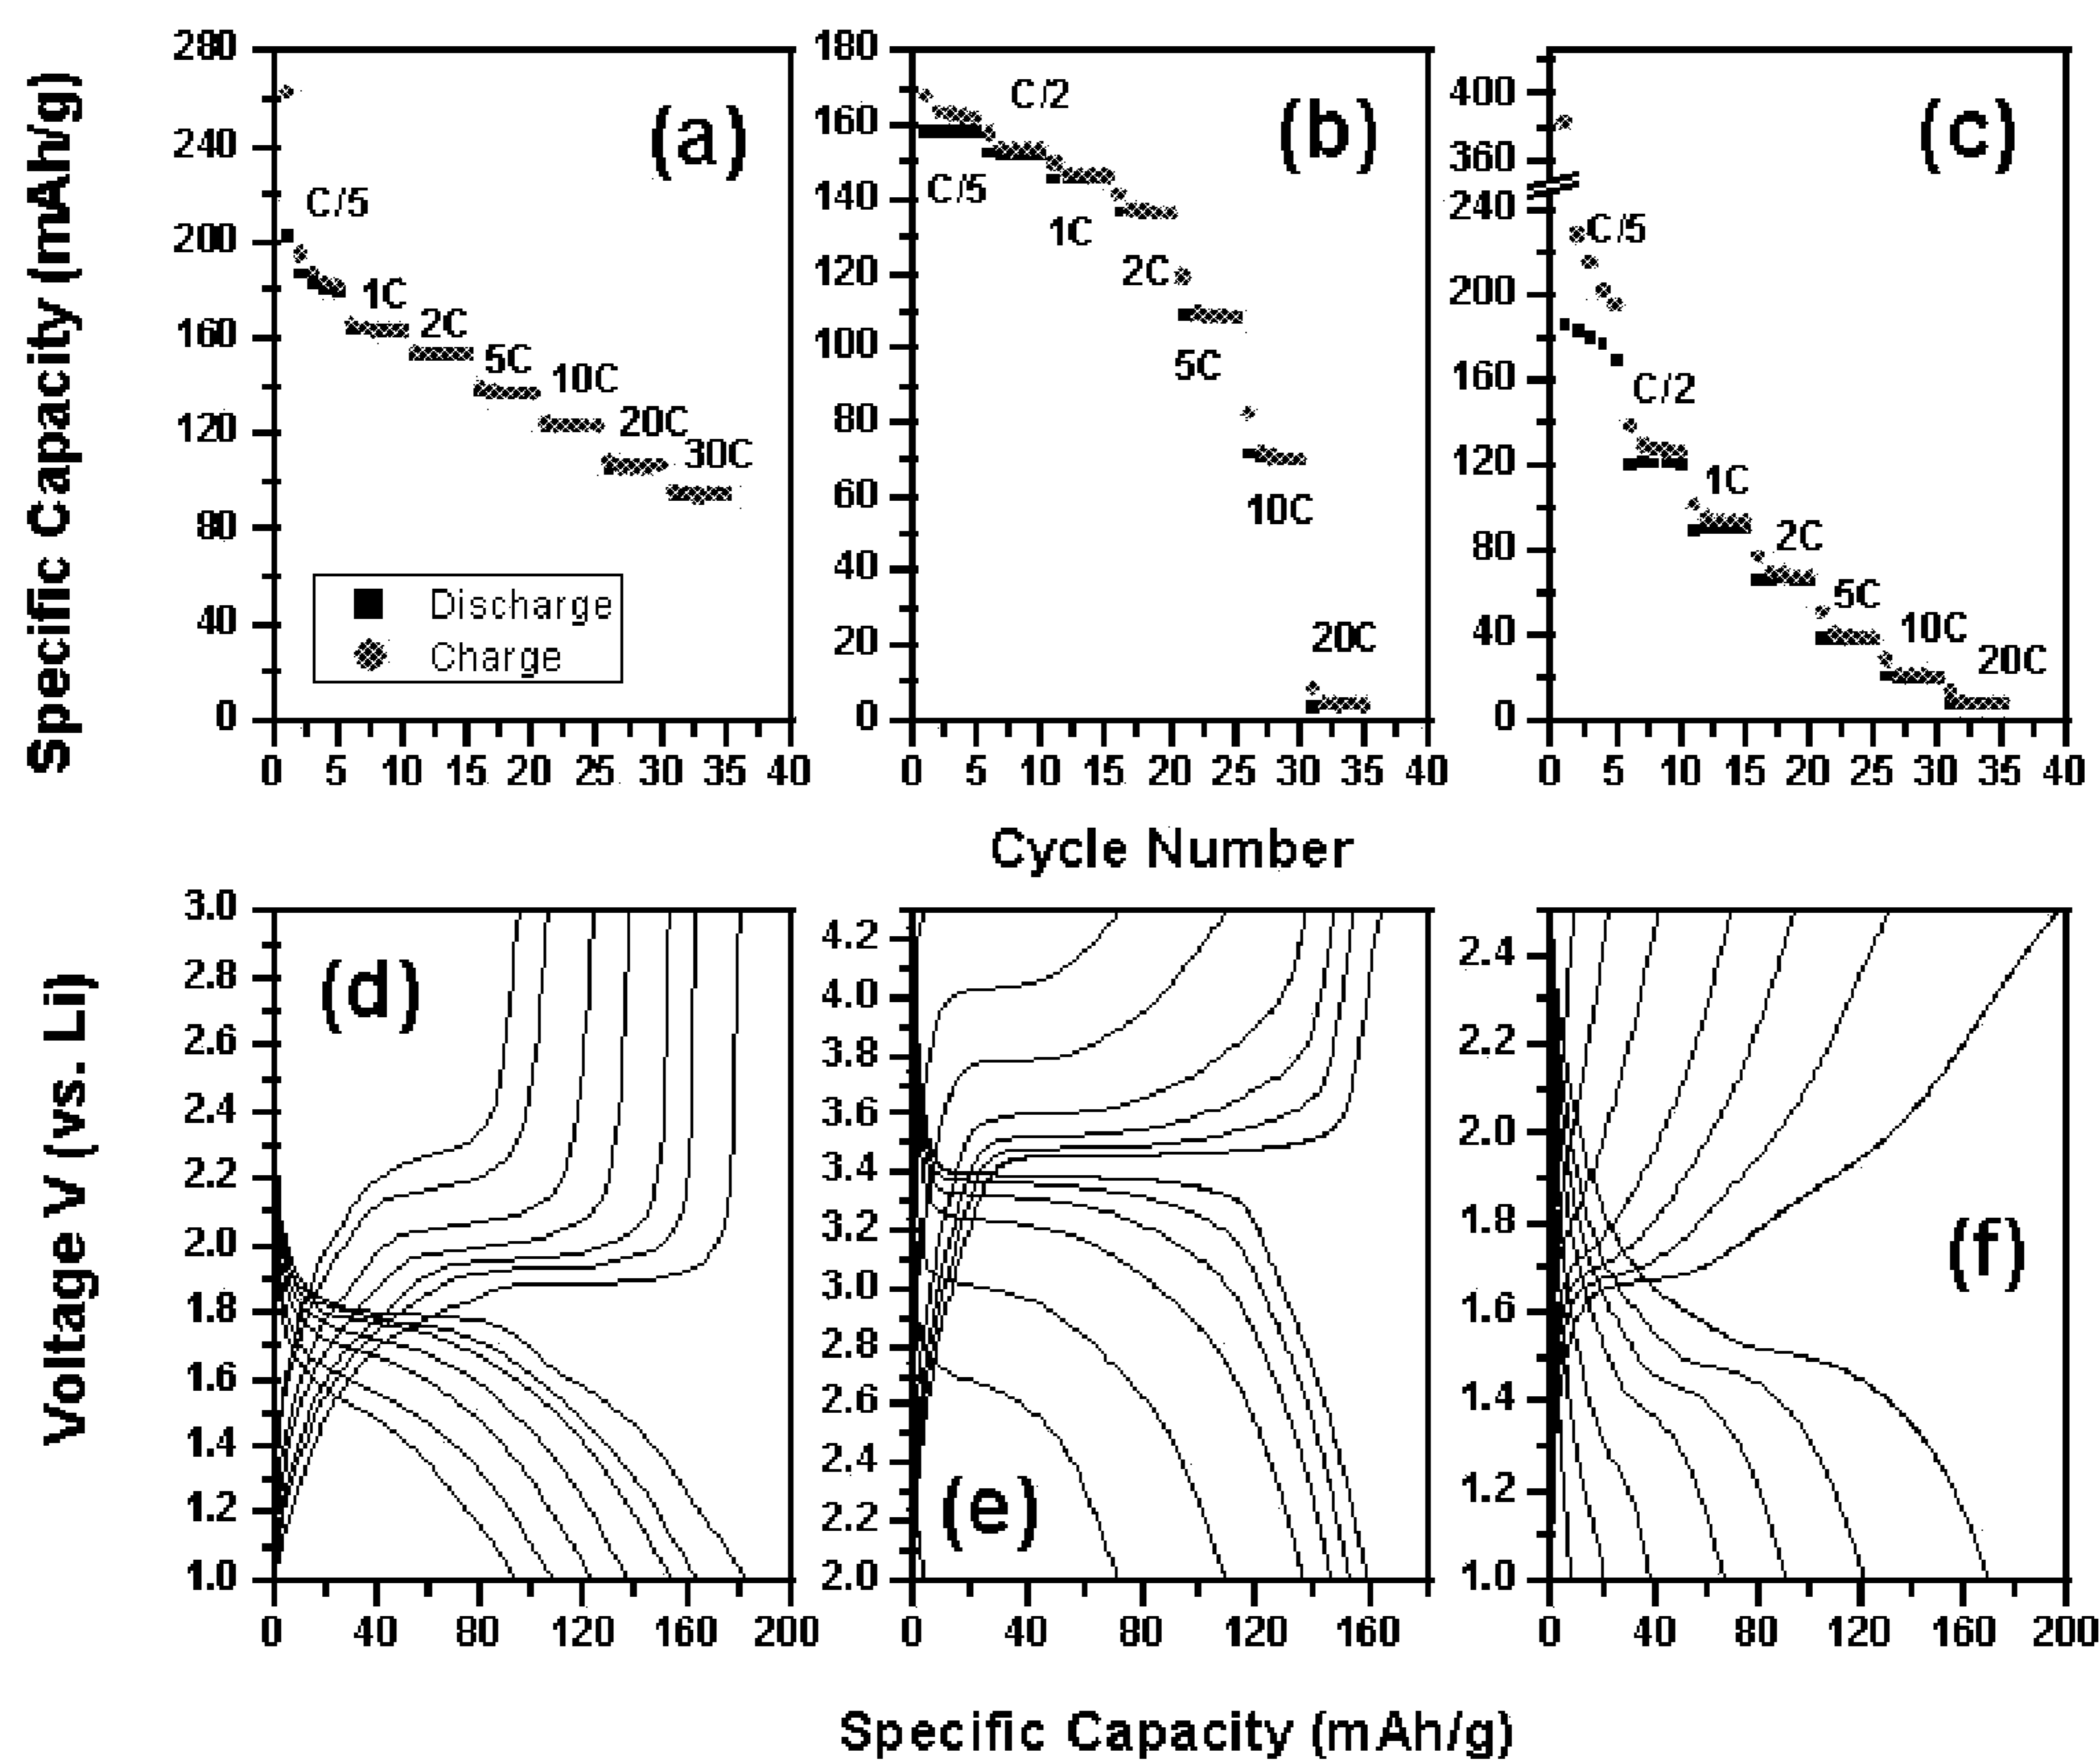 Specific Capacity (mAh/g)
280
240
200
160
120
80
40
0
(a)
C/5
1C
2C
5C
10C
20C
30C
Discharge
Charge
0 5 10 15 20 25 30 35 40
180
160
140
120
100
80
60
40
20
0
(b)
C/2
C/5
1C
2C
5C
10C
20C
0 5 10 15 20 25 30 35 40
400
360
240
200
160
120
80
40
0
(c)
C/5
C/2
1C
2C
5C
10C
20C
0 5 10 15 20 25 30 35 40
Cycle Number
Voltage V (vs. Li)
3.0
2.8
2.6
2.4
2.2
2.0
1.8
1.6
1.4
1.2
1.0
(d)
0 40 80 120 160 200
4.2
4.0
3.8
3.6
3.4
3.2
3.0
2.8
2.6
2.4
2.2
2.0
(e)
0 40 80 120 160
2.4
2.2
2.0
1.8
1.6
1.4
1.2
1.0
(f)
0 40 80 120 160 200
Specific Capacity (mAh/g)